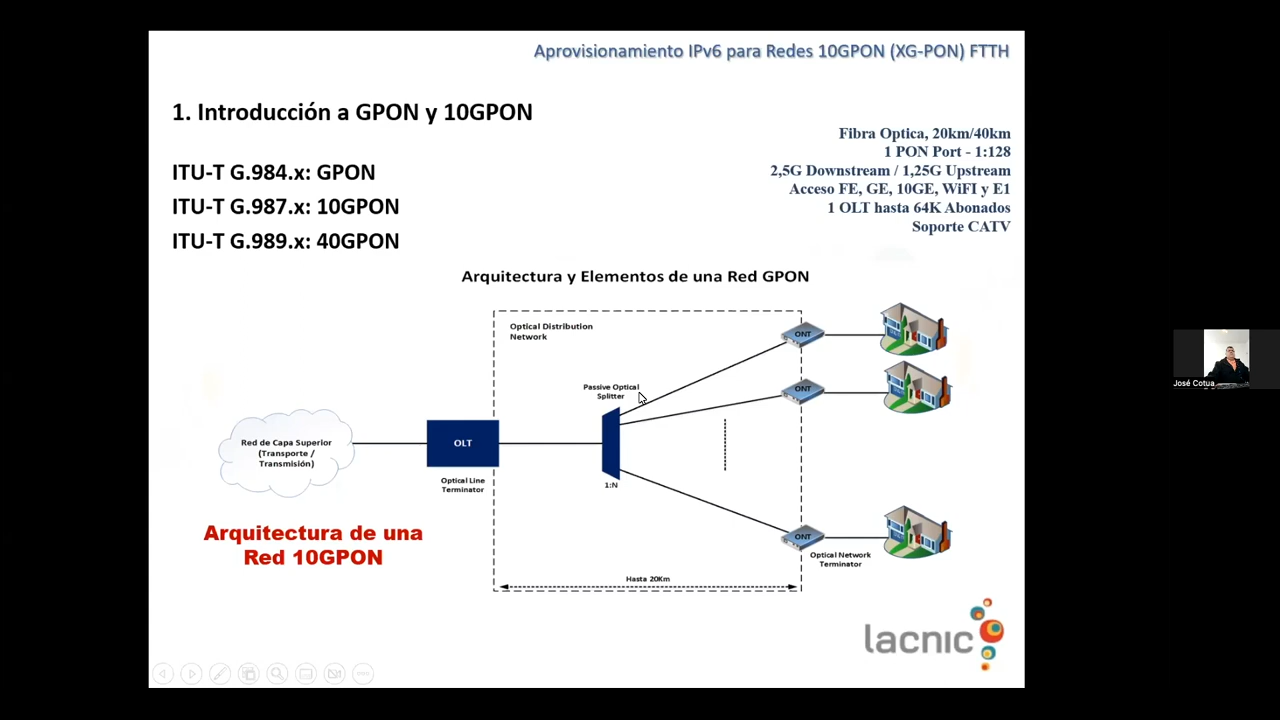 Aprovisionamiento IPv6 para Redes 10GPON (XG-PON) FTTH
1. Introducción a GPON y 10GPON
ITU-T G.984.x: GPON
ITU-T G.987.x: 10GPON
ITU-T G.989.x: 40GPON
Fibra Optica, 20km/40km
1 PON Port - 1:128
2,5G Downstream / 1,25G Upstream
Acceso FE, GE, 10GE, WiFI y E1
1 OLT hasta 64K Abonados
Soporte CATV
Arquitectura y Elementos de una Red GPON
Optical Distribution
Network
ONT
ONT
Passive Optical
Splitter
Red de Capa Superior
(Transporte /
Transmisión)
OLT
Optical Line
Terminator
1:N
ONT
Optical Network
Terminator
Hasta 20Km
Arquitectura de una
Red 10GPON
lacnic
José Cotua